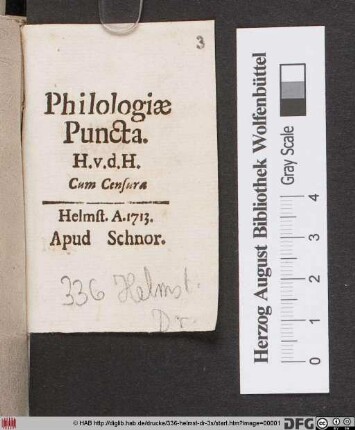 3
Philologiæ
Puncta.
H.v.d.H.
Cum Censura
Helmſt. A.1713.
Apud Schnor.
336 Helmst.
Dr.
Herzog August Bibliothek Wolfenbüttel
Gray Scale
0 1 2 3 4
© HAB http://diglib.hab.de/drucke/336-helmst-dr-3s/start.htm?image=00001
DFG